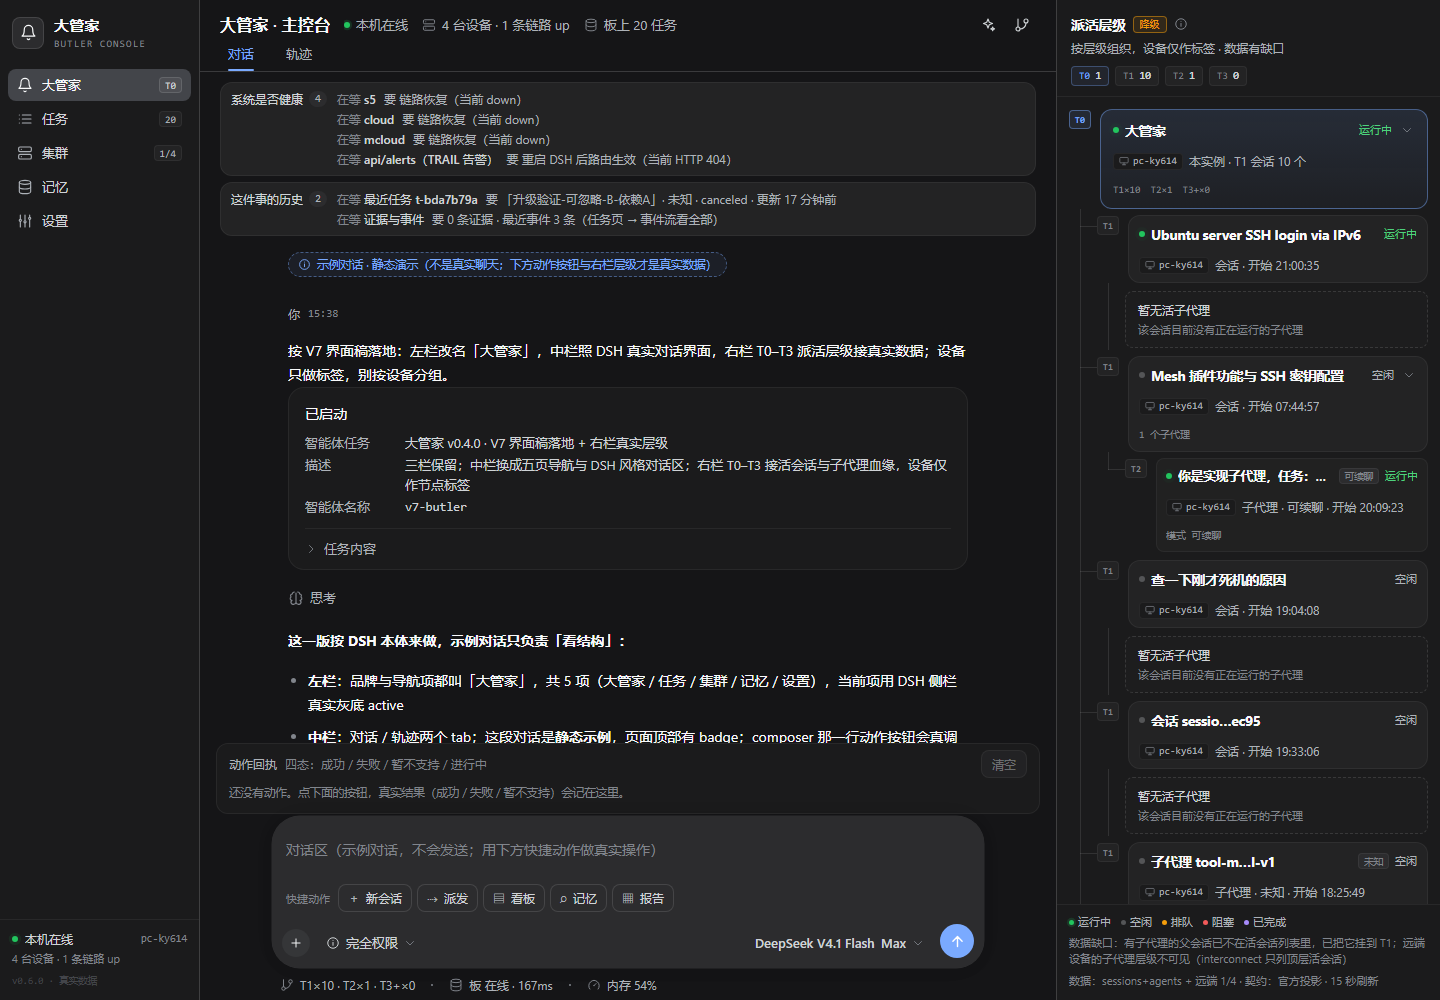 大管家
BUTLER CONSOLE
大管家 T0
任务 20
集群 1/4
记忆
设置
本机在线 pc-ky614
4 台设备 · 1 条链路 up
v0.6.0 · 真实数据
大管家 · 主控台 本机在线 4 台设备 · 1 条链路 up 板上 20 任务
对话 轨迹
系统是否健康 4 在等 s5 要 链路恢复（当前 down）
在等 cloud 要 链路恢复（当前 down）
在等 mcloud 要 链路恢复（当前 down）
在等 api/alerts（TRAIL 告警） 要 重启 DSH 后路由生效（当前 HTTP 404）
这件事的历史 2 在等 最近任务 t-bda7b79a 要 「升级验证-可忽略-B-依赖A」· 未知 · canceled · 更新 17 分钟前
在等 证据与事件 要 0 条证据 · 最近事件 3 条（任务页 → 事件流看全部）
示例对话 · 静态演示（不是真实聊天；下方动作按钮与右栏层级才是真实数据）
你 15:38
按 V7 界面稿落地：左栏改名「大管家」，中栏照 DSH 真实对话界面，右栏 T0–T3 派活层级接真实数据；设备
只做标签，别按设备分组。
已启动
智能体任务 大管家 v0.4.0 · V7 界面稿落地 + 右栏真实层级
描述 三栏保留；中栏换成五页导航与 DSH 风格对话区；右栏 T0–T3 接活会话与子代理血缘，设备仅
作节点标签
智能体名称 v7-butler
任务内容
思考
这一版按 DSH 本体来做，示例对话只负责「看结构」：
左栏：品牌与导航项都叫「大管家」，共 5 项（大管家 / 任务 / 集群 / 记忆 / 设置），当前项用 DSH 侧栏
真实灰底 active
中栏：对话 / 轨迹两个 tab；这段对话是静态示例，页面顶部有 badge；composer 那一行动作按钮会真调
动作回执 四态：成功 / 失败 / 暂不支持 / 进行中 清空
还没有动作。点下面的按钮，真实结果（成功 / 失败 / 暂不支持）会记在这里。
对话区（示例对话，不会发送；用下方快捷动作做真实操作）
快捷动作 + 新会话 派发 看板 记忆 报告
完全权限 DeepSeek V4.1 Flash Max
T1×10 · T2×1 · T3+×0 · 板 在线 · 167ms · 内存 54%
派活层级 降级
按层级组织，设备仅作标签 · 数据有缺口
T0 1 T1 10 T2 1 T3 0
T0 大管家 运行中
pc-ky614 本实例 · T1 会话 10 个
T1×10 T2×1 T3+×0
T1 Ubuntu server SSH login via IPv6 运行中
pc-ky614 会话 · 开始 21:00:35
暂无活子代理
该会话目前没有正在运行的子代理
T1 Mesh 插件功能与 SSH 密钥配置 空闲
pc-ky614 会话 · 开始 07:44:57
1 个子代理
T2 你是实现子代理，任务：... 可续聊 运行中
pc-ky614 子代理 · 可续聊 · 开始 20:09:23
模式 可续聊
T1 查一下刚才死机的原因 空闲
pc-ky614 会话 · 开始 19:04:08
暂无活子代理
该会话目前没有正在运行的子代理
T1 会话 sessio…ec95 空闲
pc-ky614 会话 · 开始 19:33:06
暂无活子代理
该会话目前没有正在运行的子代理
T1 子代理 tool-m…l-v1 未知 空闲
pc-ky614 子代理 · 未知 · 开始 18:25:49
运行中 空闲 排队 阻塞 已完成
数据缺口：有子代理的父会话已不在活会话列表里，已把它挂到 T1；远端
设备的子代理层级不可见（interconnect 只列顶层活会话）
数据：sessions+agents + 远端 1/4 · 契约：官方投影 · 15 秒刷新